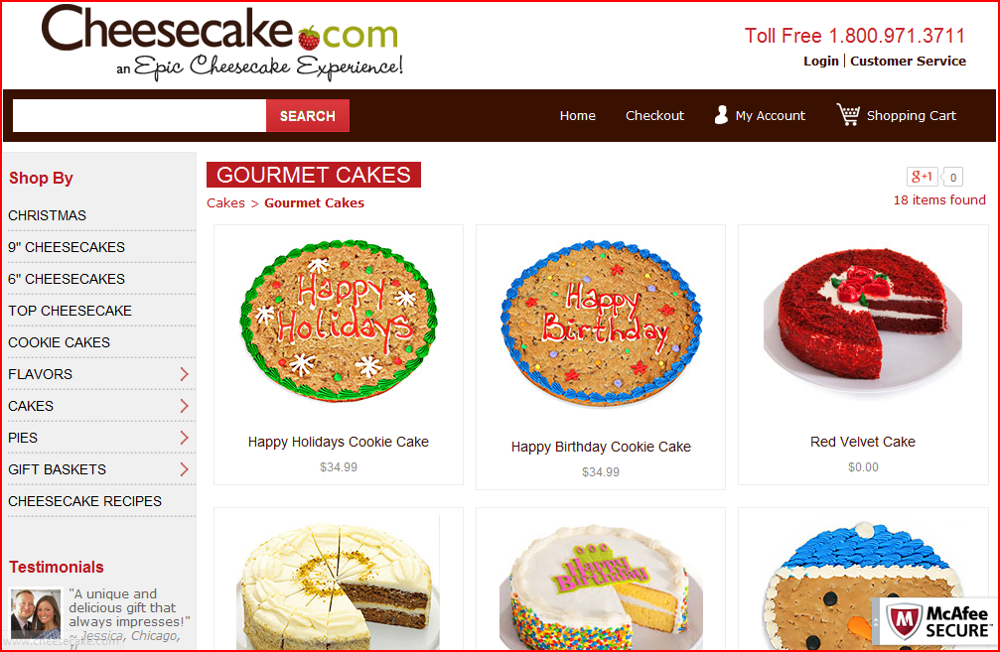 Cheesecake.com
an Epic Cheesecake Experience!
Toll Free 1.800.971.3711
Login | Customer Service
SEARCH
Home
Checkout
My Account
Shopping Cart
Shop By
CHRISTMAS
9" CHEESECAKES
6" CHEESECAKES
TOP CHEESECAKE
COOKIE CAKES
FLAVORS
CAKES
PIES
GIFT BASKETS
CHEESECAKE RECIPES
Testimonials
"A unique and
delicious gift that
always impresses!"
~ Jessica, Chicago,
www.cheesecake.com
GOURMET CAKES
Cakes > Gourmet Cakes
g+1
0
18 items found
Happy
Holidays
Happy Holidays Cookie Cake
$34.99
Happy
Birthday
Happy Birthday Cookie Cake
$34.99
Red Velvet Cake
$0.00
HAPPY
BIRTHDAY
McAfee
SECURE™